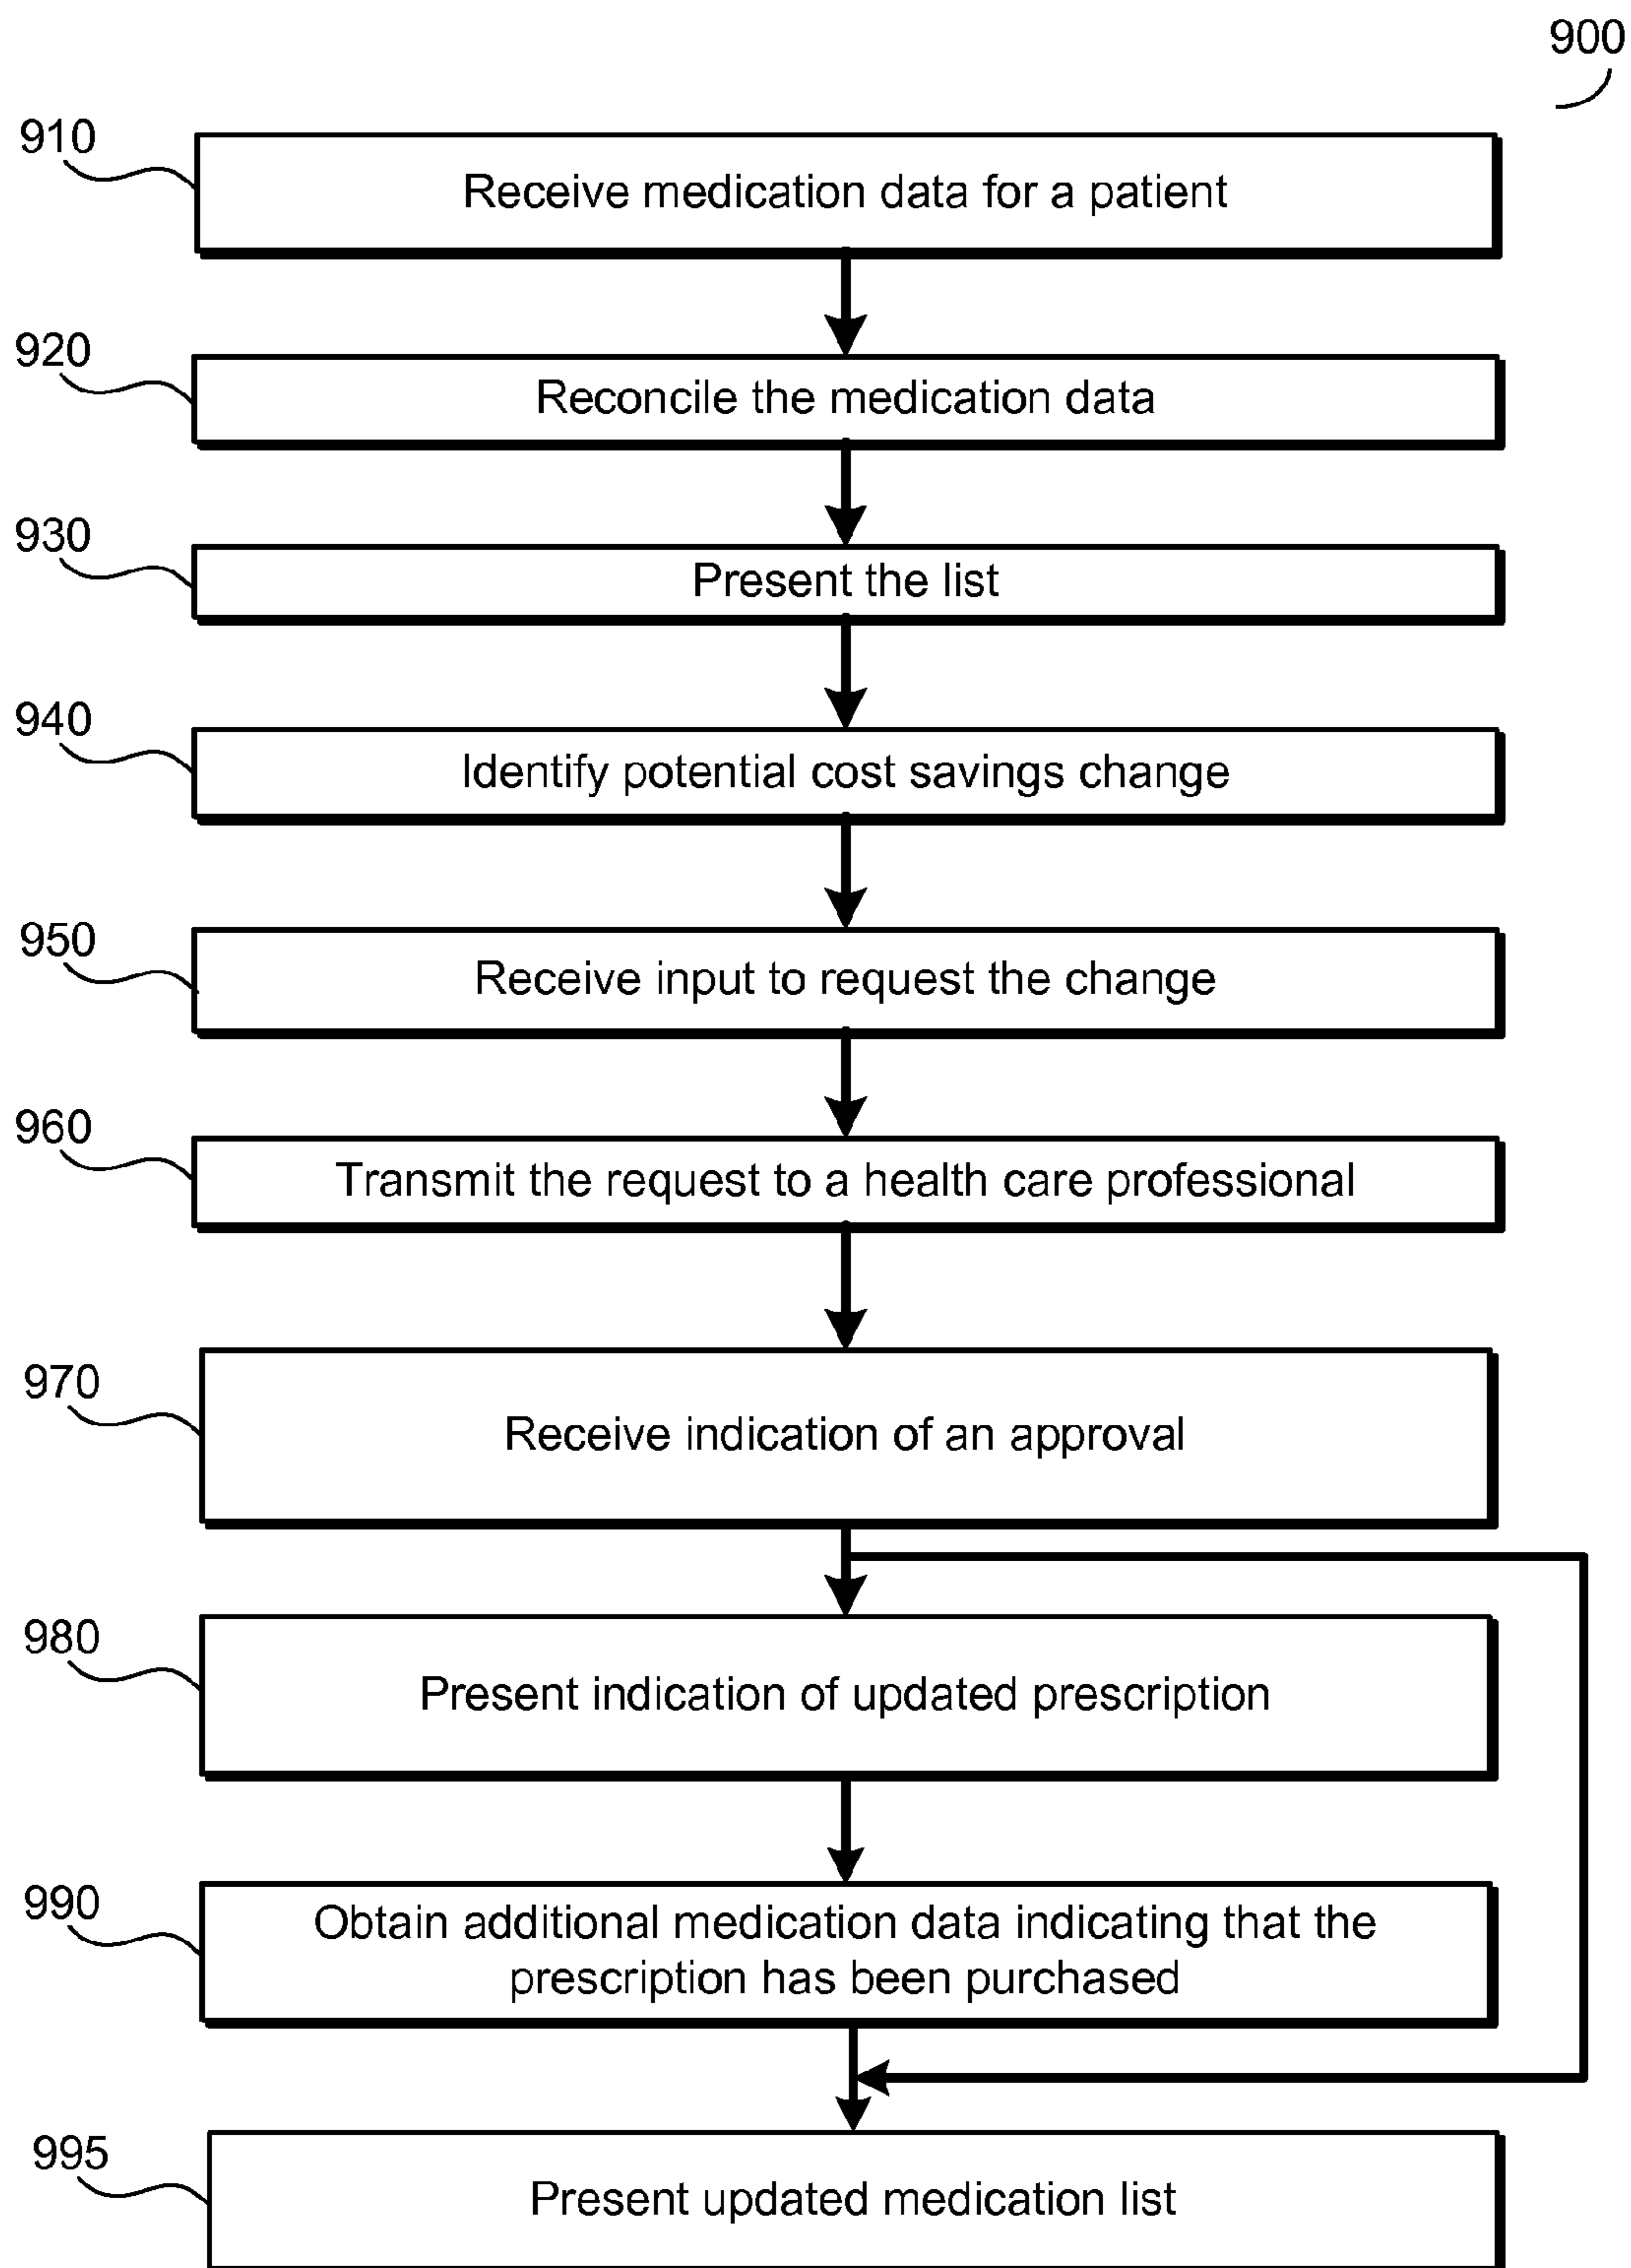 900
910
Receive medication data for a patient
920
Reconcile the medication data
930
Present the list
940
Identify potential cost savings change
950
Receive input to request the change
960
Transmit the request to a health care professional
970
Receive indication of an approval
980
Present indication of updated prescription
990
Obtain additional medication data indicating that the
prescription has been purchased
995
Present updated medication list